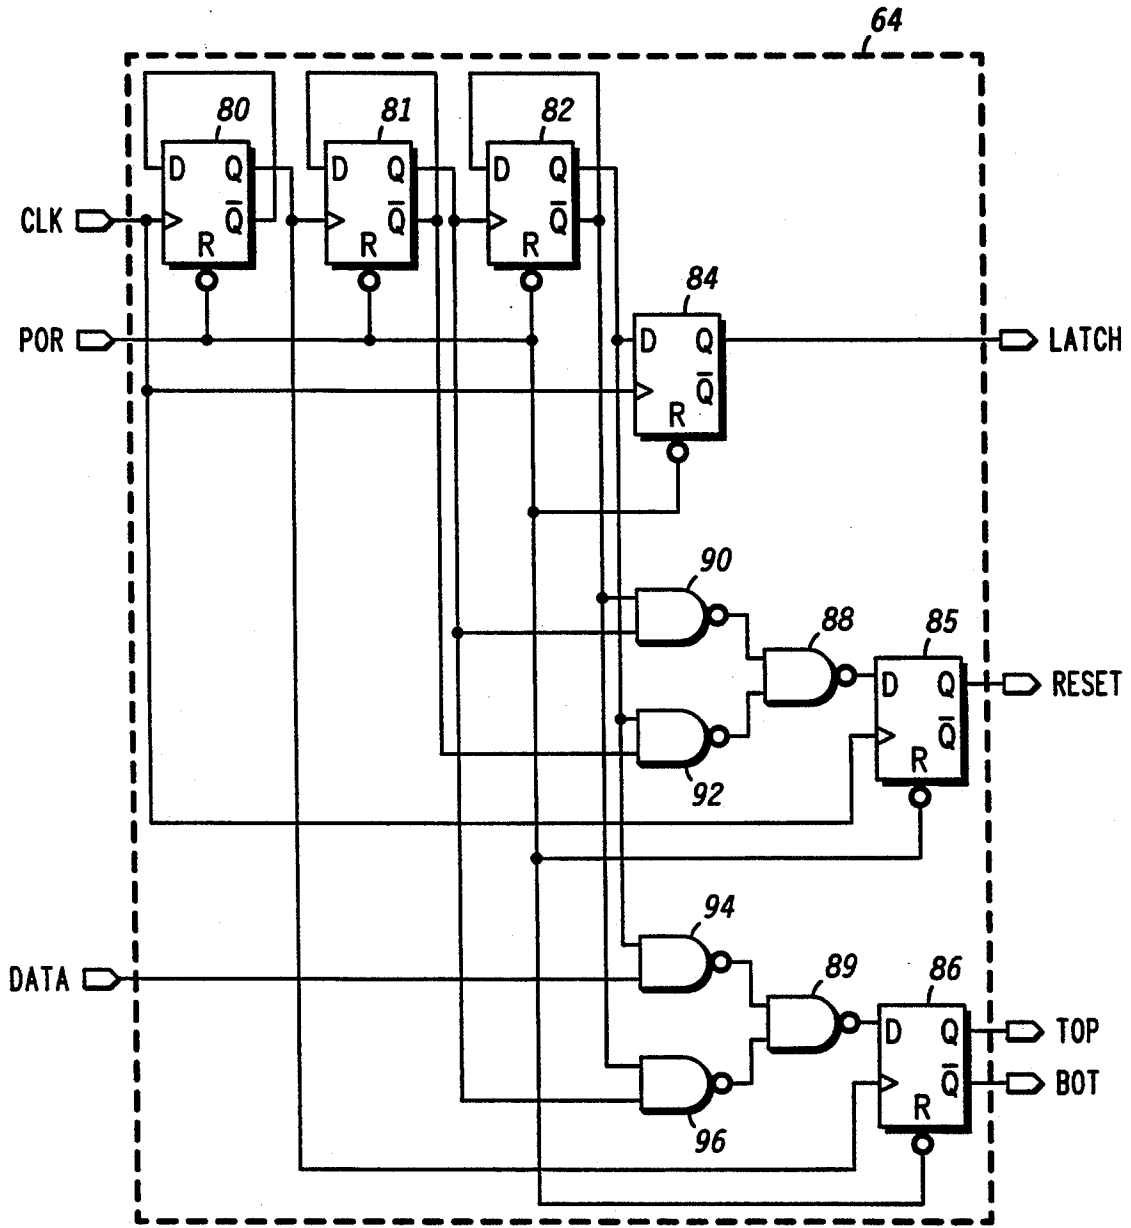 64
80
81
82
D Q
D Q
D Q
CLK
Q̅
Q̅
Q̅
R
R
R
84
POR
D Q
LATCH
Q̅
R
90
88
85
D Q
RESET
Q̅
R
92
94
DATA
89
86
D Q
TOP
Q̅
BOT
R
96